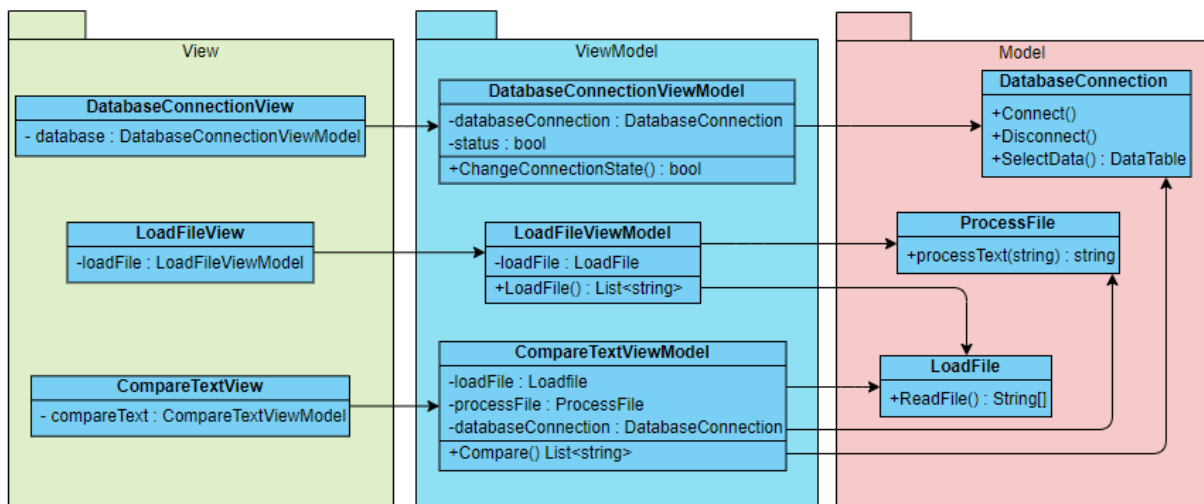 View
DatabaseConnectionView
- database : DatabaseConnectionViewModel
LoadFileView
-loadFile : LoadFileViewModel
CompareTextView
- compareText : CompareTextViewModel
ViewModel
DatabaseConnectionViewModel
-databaseConnection : DatabaseConnection
-status : bool
+ChangeConnectionState() : bool
LoadFileViewModel
-loadFile : LoadFile
+LoadFile() : List<string>
CompareTextViewModel
-loadFile : Loadfile
-processFile : ProcessFile
-databaseConnection : DatabaseConnection
+Compare() List<string>
Model
DatabaseConnection
+Connect()
+Disconnect()
+SelectData() : DataTable
ProcessFile
+processText(string) : string
LoadFile
+ReadFile() : String[]